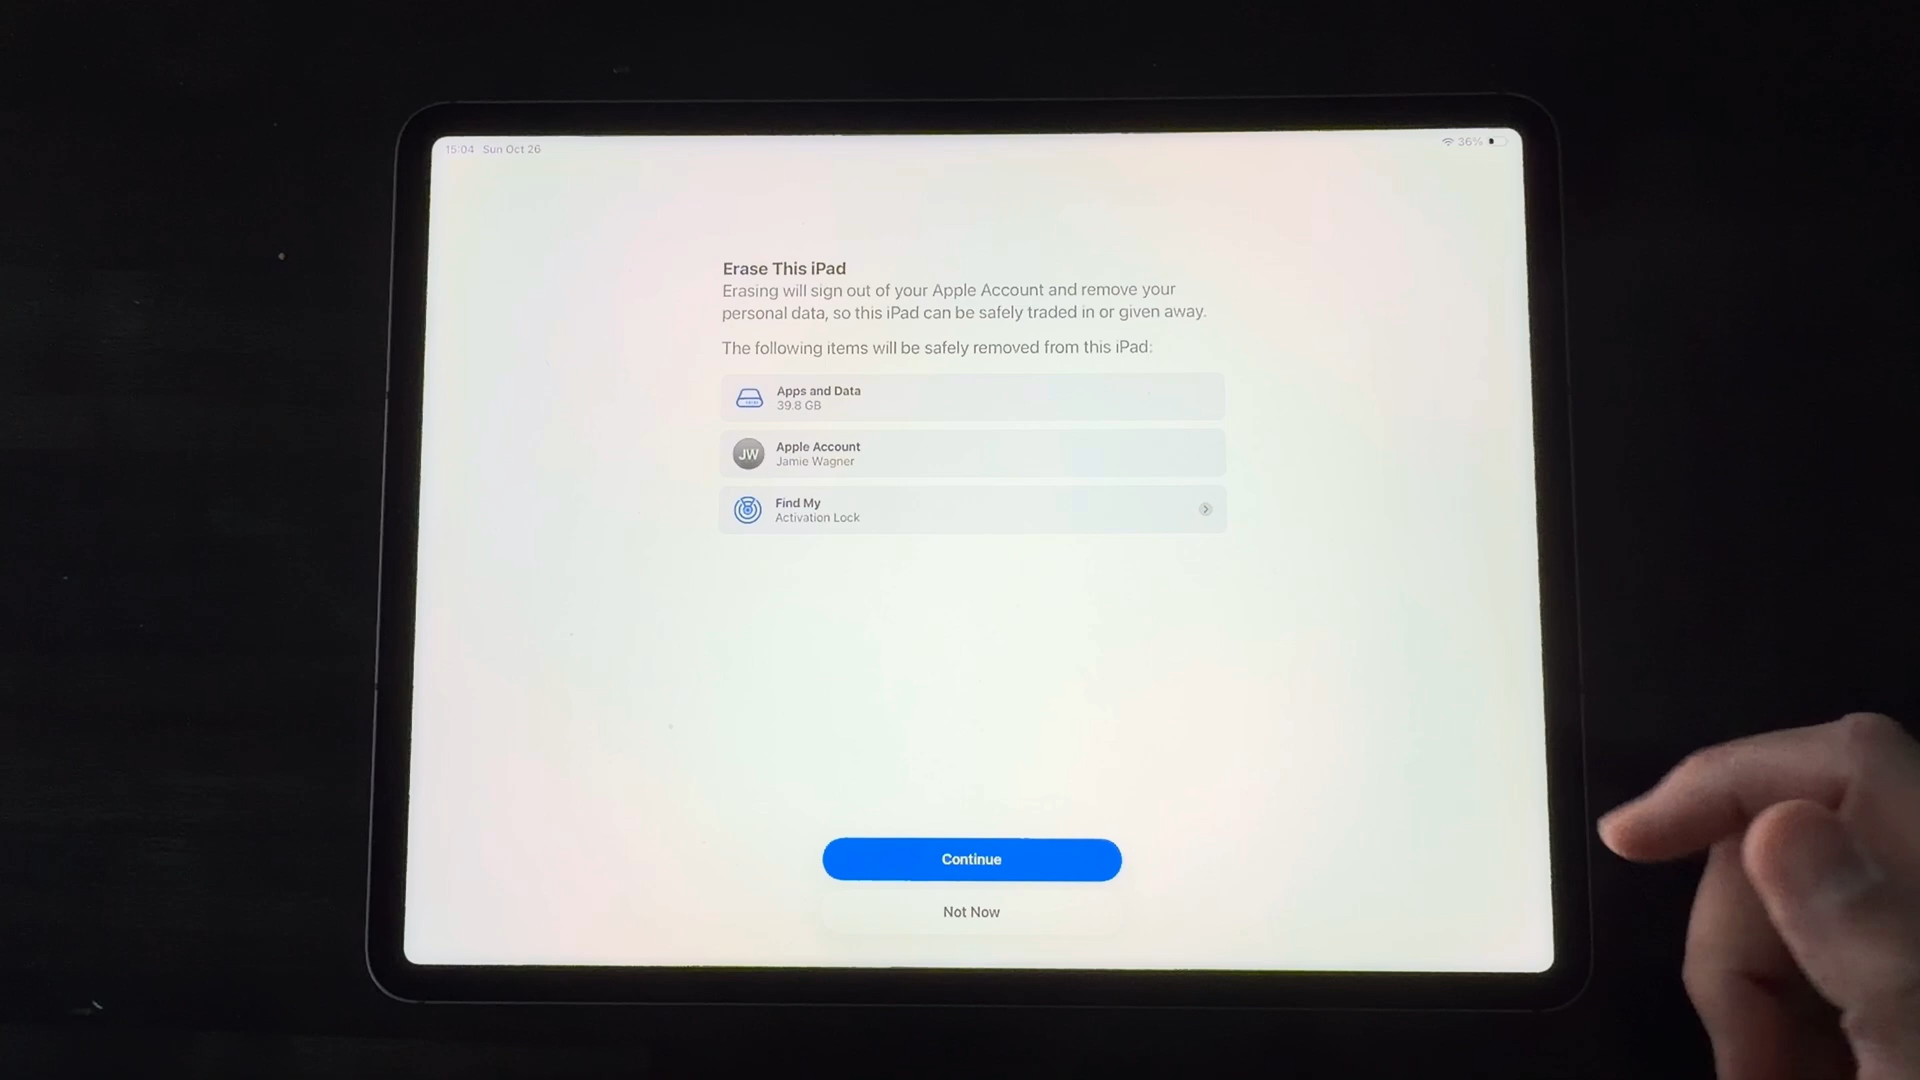 15:04 Sun Oct 26
36%
Erase This iPad
Erasing will sign out of your Apple Account and remove your
personal data, so this iPad can be safely traded in or given away.
The following items will be safely removed from this iPad:
Apps and Data
39.8 GB
JW
Apple Account
Jamie Wagner
Find My
Activation Lock
Continue
Not Now